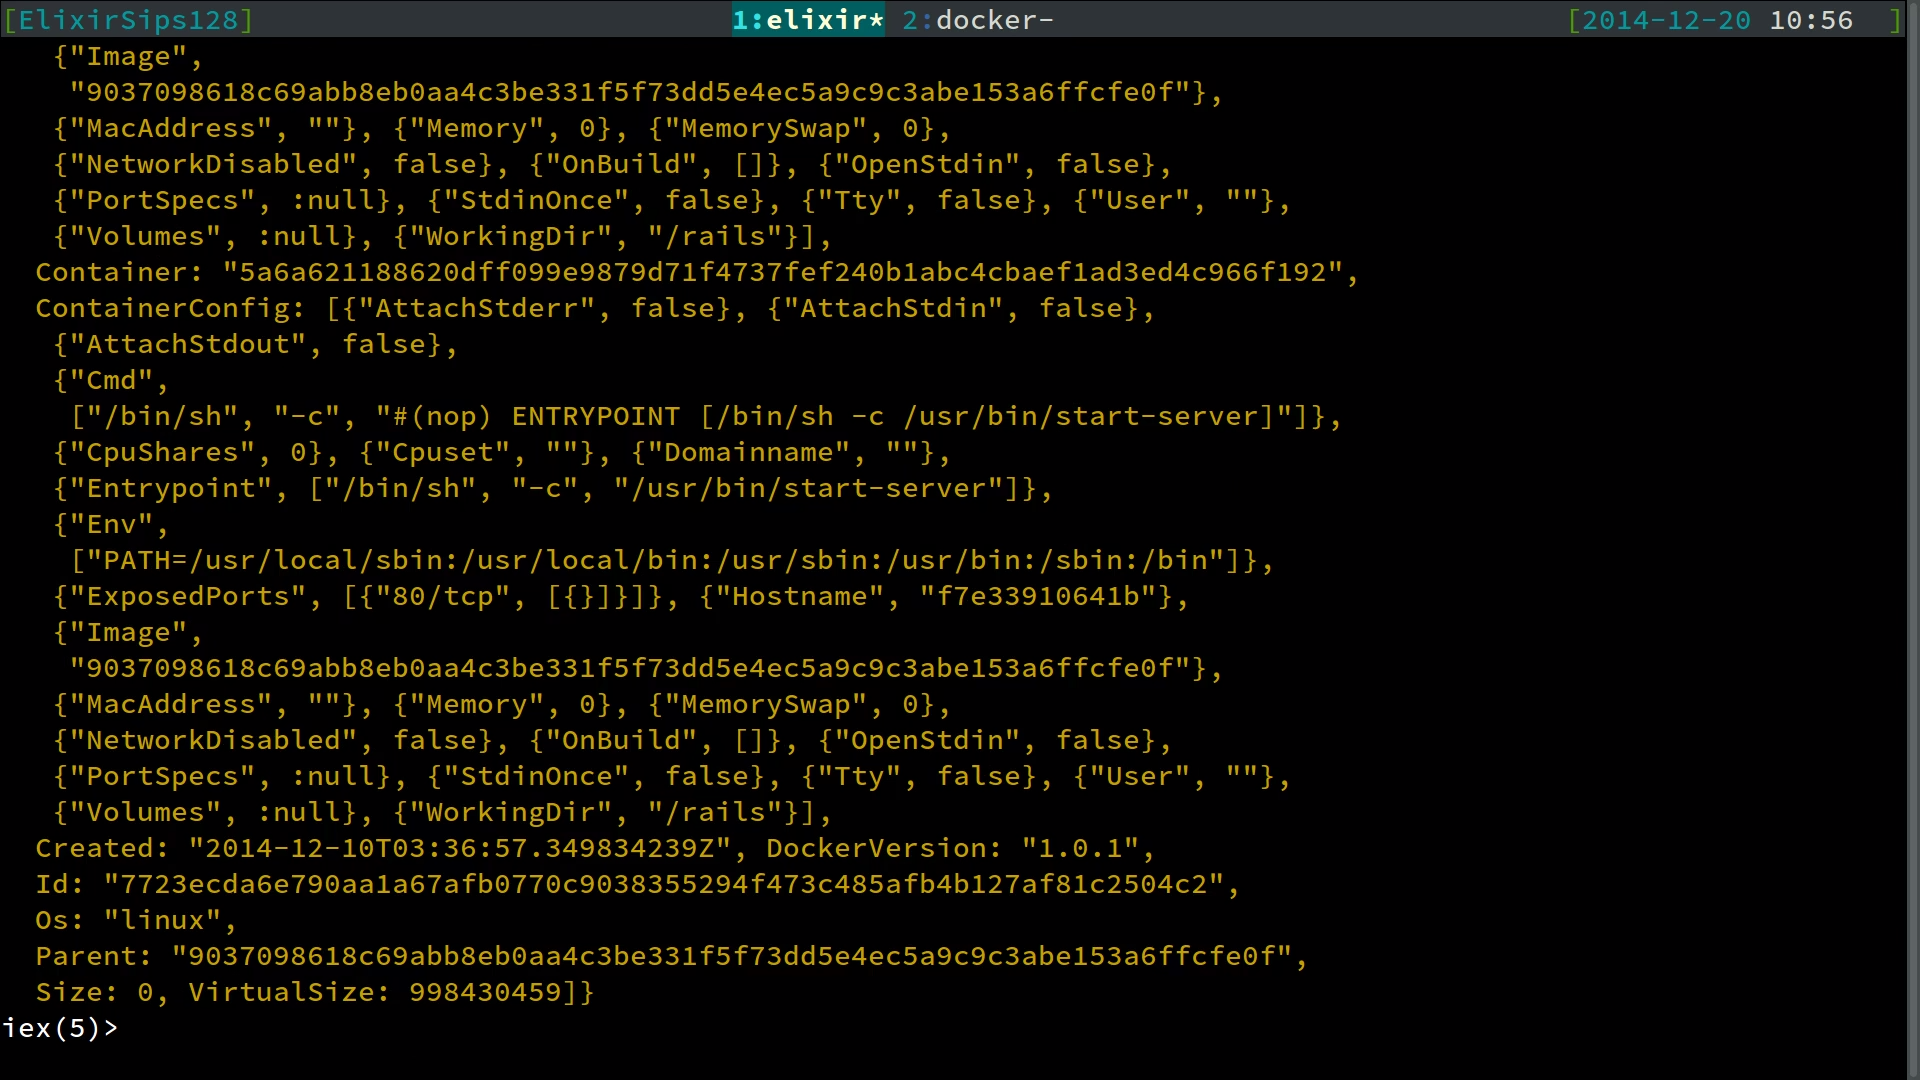 [ElixirSips128] 1:elixir* 2:docker- [2014-12-20 10:56 ]
{"Image",
"9037098618c69abb8eb0aa4c3be331f5f73dd5e4ec5a9c9c3abe153a6ffcfe0f"},
{"MacAddress", ""}, {"Memory", 0}, {"MemorySwap", 0},
{"NetworkDisabled", false}, {"OnBuild", []}, {"OpenStdin", false},
{"PortSpecs", :null}, {"StdinOnce", false}, {"Tty", false}, {"User", ""},
{"Volumes", :null}, {"WorkingDir", "/rails"}],
Container: "5a6a621188620dff099e9879d71f4737fef240b1abc4cbaef1ad3ed4c966f192",
ContainerConfig: [{"AttachStderr", false}, {"AttachStdin", false},
{"AttachStdout", false},
{"Cmd",
["/bin/sh", "-c", "#(nop) ENTRYPOINT [/bin/sh -c /usr/bin/start-server]"]},
{"CpuShares", 0}, {"Cpuset", ""}, {"Domainname", ""},
{"Entrypoint", ["/bin/sh", "-c", "/usr/bin/start-server"]},
{"Env",
["PATH=/usr/local/sbin:/usr/local/bin:/usr/sbin:/usr/bin:/sbin:/bin"]},
{"ExposedPorts", [{"80/tcp", [{}]}]}, {"Hostname", "f7e33910641b"},
{"Image",
"9037098618c69abb8eb0aa4c3be331f5f73dd5e4ec5a9c9c3abe153a6ffcfe0f"},
{"MacAddress", ""}, {"Memory", 0}, {"MemorySwap", 0},
{"NetworkDisabled", false}, {"OnBuild", []}, {"OpenStdin", false},
{"PortSpecs", :null}, {"StdinOnce", false}, {"Tty", false}, {"User", ""},
{"Volumes", :null}, {"WorkingDir", "/rails"}],
Created: "2014-12-10T03:36:57.349834239Z", DockerVersion: "1.0.1",
Id: "7723ecda6e790aa1a67afb0770c9038355294f473c485afb4b127af81c2504c2",
Os: "linux",
Parent: "9037098618c69abb8eb0aa4c3be331f5f73dd5e4ec5a9c9c3abe153a6ffcfe0f",
Size: 0, VirtualSize: 998430459]}
iex(5)>